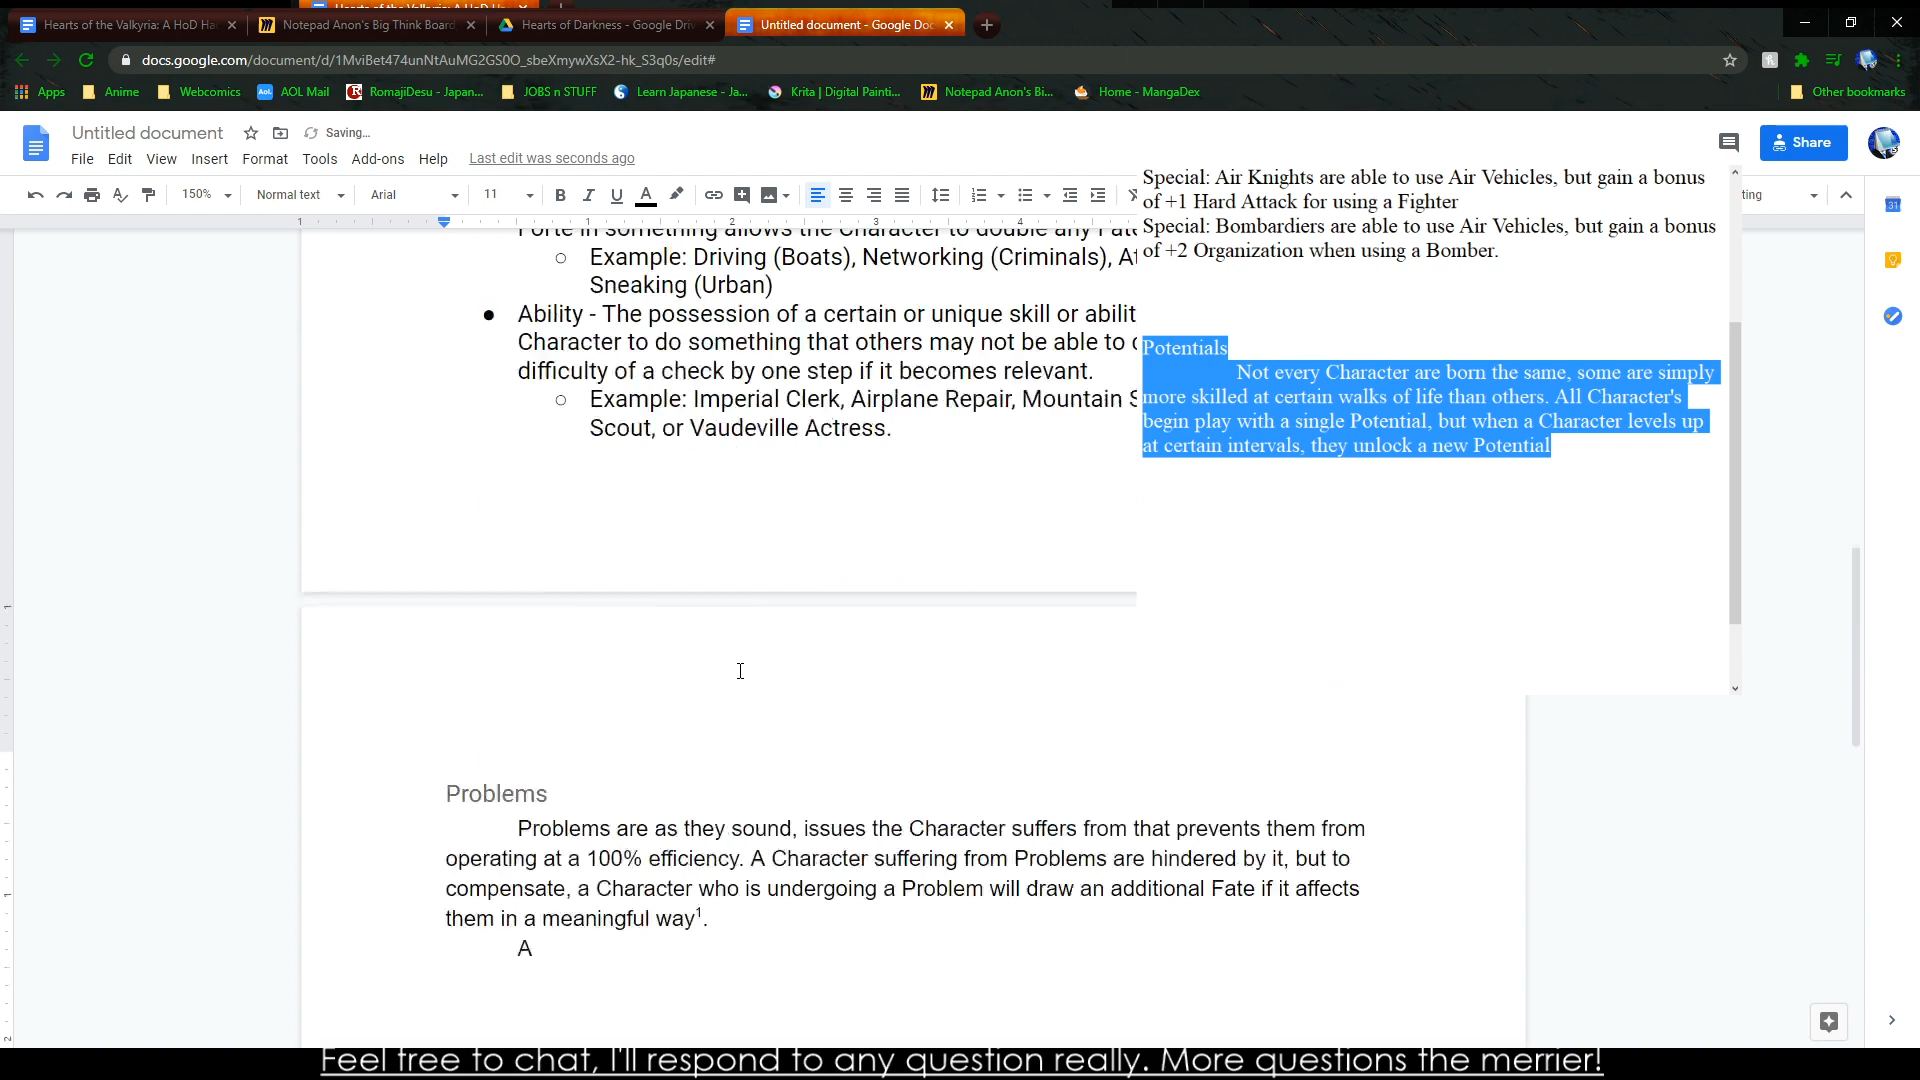 Hearts of the Valkyria: A HoD Ha
Notepad Anon's Big Think Board
Hearts of Darkness - Google Driv
Untitled document - Google Doc
docs.google.com/document/d/1MviBet474unNtAuMG2GS0O_sbeXmywXsX2-hk_S3q0s/edit#
Apps
Anime
Webcomics
AOL Mail
RomajiDesu - Japan...
JOBS n STUFF
Learn Japanese - Ja...
Krita | Digital Painti...
Notepad Anon's Bi...
Home - MangaDex
Other bookmarks
Untitled document
Saving...
File Edit View Insert Format Tools Add-ons Help
Last edit was seconds ago
Share
150%
Normal text
Arial
11
ting
Special: Air Knights are able to use Air Vehicles, but gain a bonus
of +1 Hard Attack for using a Fighter
Special: Bombardiers are able to use Air Vehicles, but gain a bonus
of +2 Organization when using a Bomber.
Potentials
Not every Character are born the same, some are simply
more skilled at certain walks of life than others. All Character's
begin play with a single Potential, but when a Character levels up
at certain intervals, they unlock a new Potential
Forte in something allows the Character to double any Fate
Example: Driving (Boats), Networking (Criminals), At
Sneaking (Urban)
Ability - The possession of a certain or unique skill or abilit
Character to do something that others may not be able to
difficulty of a check by one step if it becomes relevant.
Example: Imperial Clerk, Airplane Repair, Mountain S
Scout, or Vaudeville Actress.
Problems
Problems are as they sound, issues the Character suffers from that prevents them from
operating at a 100% efficiency. A Character suffering from Problems are hindered by it, but to
compensate, a Character who is undergoing a Problem will draw an additional Fate if it affects
them in a meaningful way¹.
A
Feel free to chat, I'll respond to any question really. More questions the merrier!